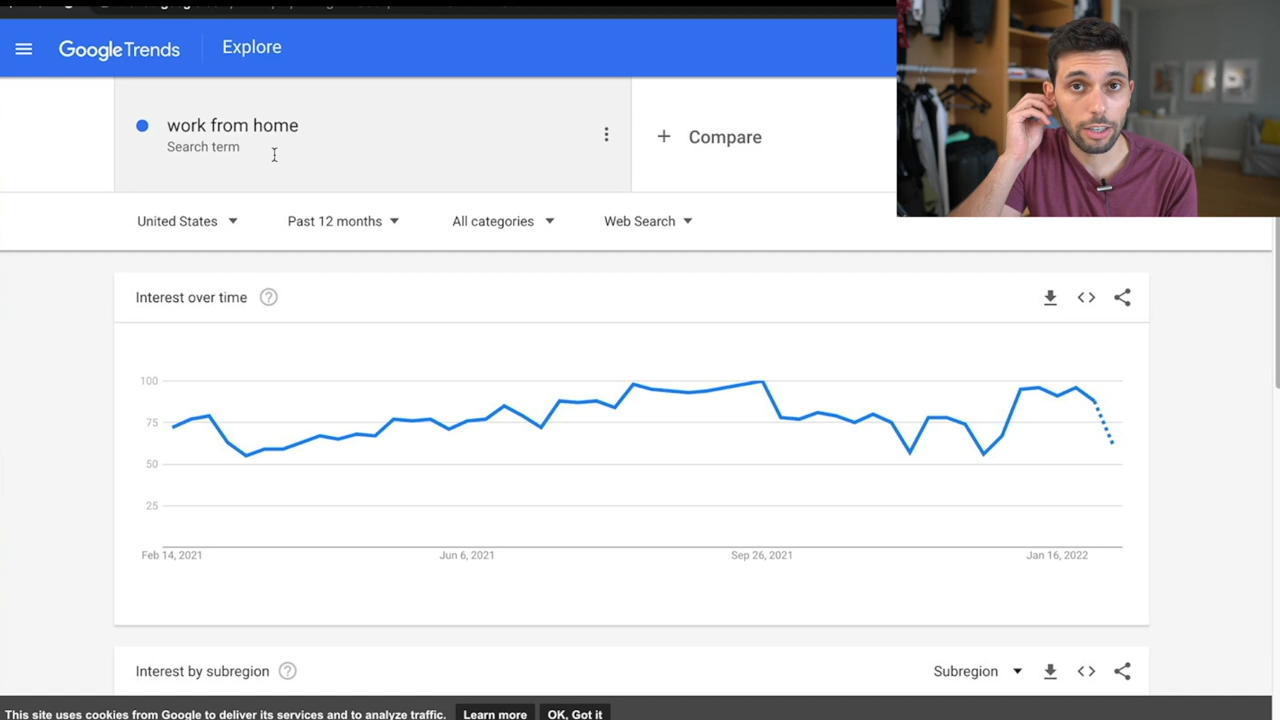 Google Trends
Explore
work from home
Search term
+ Compare
United States
Past 12 months
All categories
Web Search
Interest over time
100
75
50
25
Feb 14, 2021
Jun 6, 2021
Sep 26, 2021
Jan 16, 2022
Interest by subregion
Subregion
This site uses cookies from Google to deliver its services and to analyze traffic.
Learn more
OK, Got it